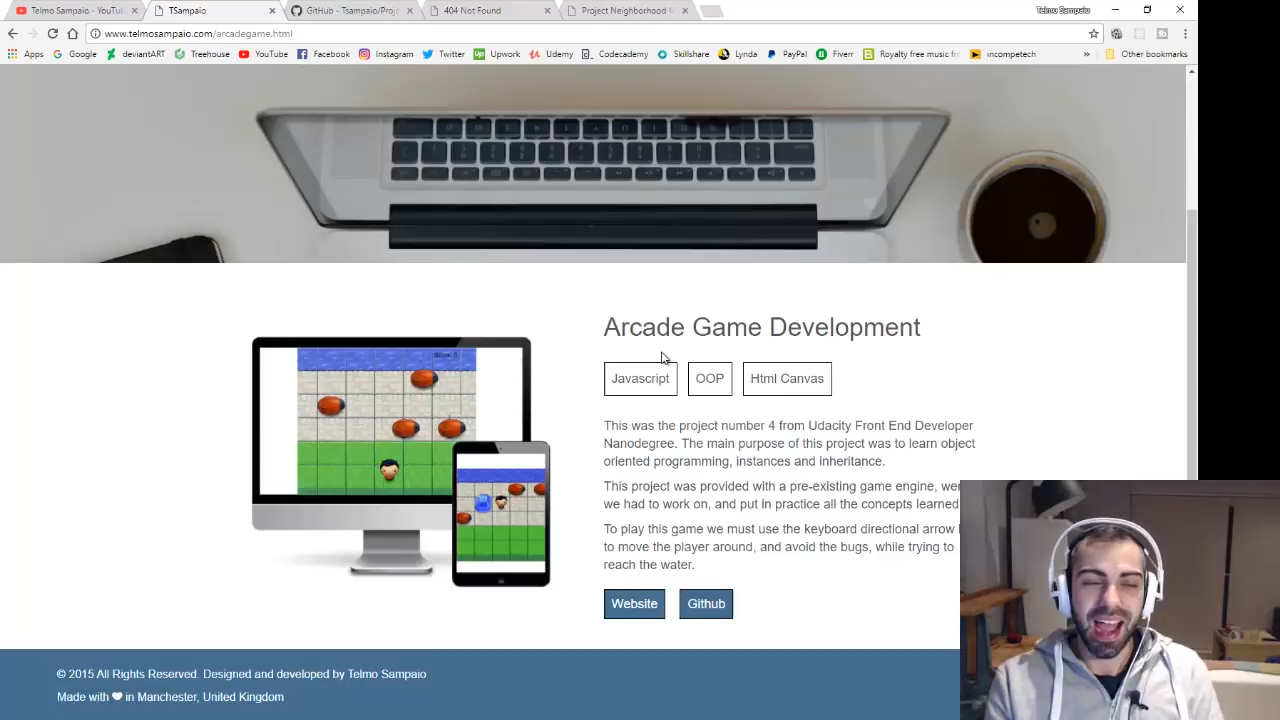 Telmo Sampaio - YouTu
TSampaio
GitHub - Tsampaio/Proj
404 Not Found
Project Neighborhood
Telmo Sampaio
www.telmosampaio.com/arcadegame.html
Apps
Google
deviantART
Treehouse
YouTube
Facebook
Instagram
Twitter
Upwork
Udemy
Codecademy
Skillshare
Lynda
PayPal
Fiverr
Royalty free music fr
incompetech
»
Other bookmarks
Arcade Game Development
Javascript
OOP
Html Canvas
This was the project number 4 from Udacity Front End Developer
Nanodegree. The main purpose of this project was to learn object
oriented programming, instances and inheritance.
This project was provided with a pre-existing game engine, wer
we had to work on, and put in practice all the concepts learned
To play this game we must use the keyboard directional arrow
to move the player around, and avoid the bugs, while trying to
reach the water.
Website
Github
© 2015 All Rights Reserved. Designed and developed by Telmo Sampaio
Made with ❤ in Manchester, United Kingdom